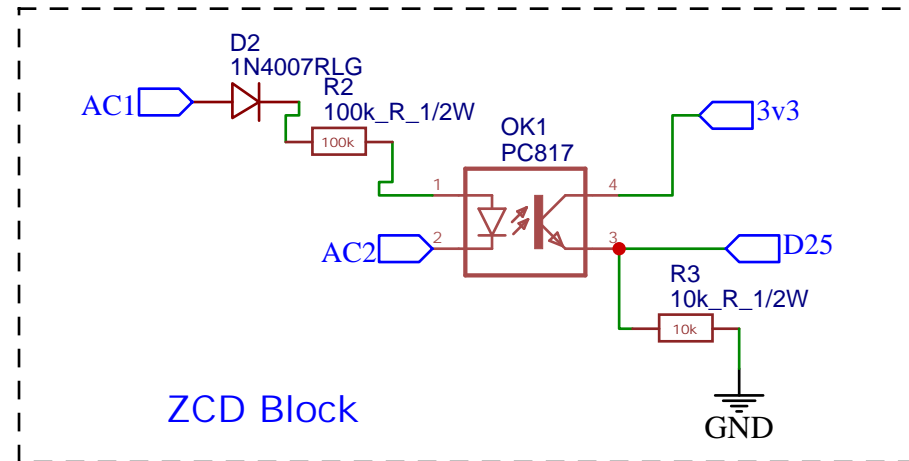 D2
1N4007RLG
AC1
R2
100k_R_1/2W
100k
OK1
PC817
3v3
1
4
AC2
2
3
D25
R3
10k_R_1/2W
10k
ZCD Block
GND